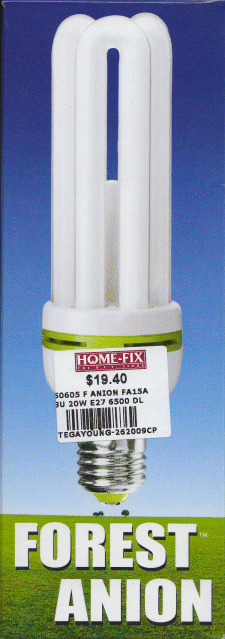 HOME-FIX
$19.40
50605 F ANION FA15A
3U 20W E27 6500 DL
TEGAYOUNG-262009CP
FOREST™
ANION